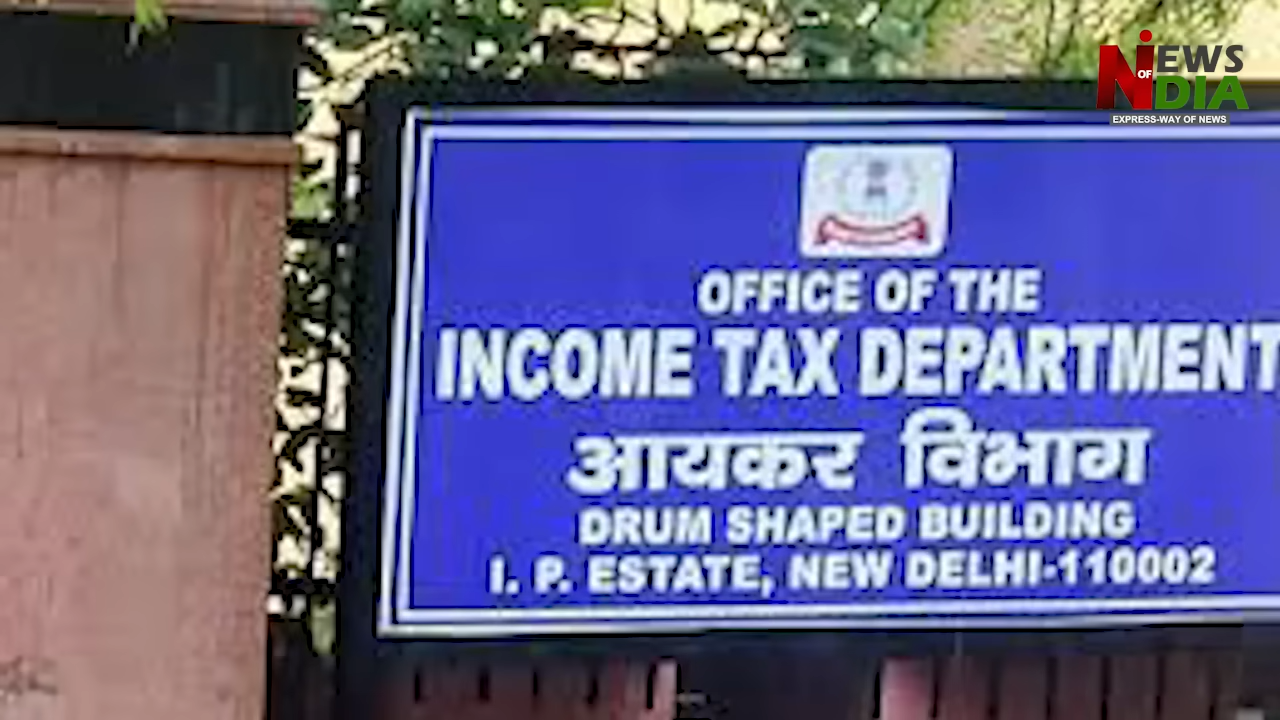 NEWS
OF
INDIA
EXPRESS-WAY OF NEWS
OFFICE OF THE
INCOME TAX DEPARTMENT
आयकर विभाग
DRUM SHAPED BUILDING
I. P. ESTATE, NEW DELHI-110002